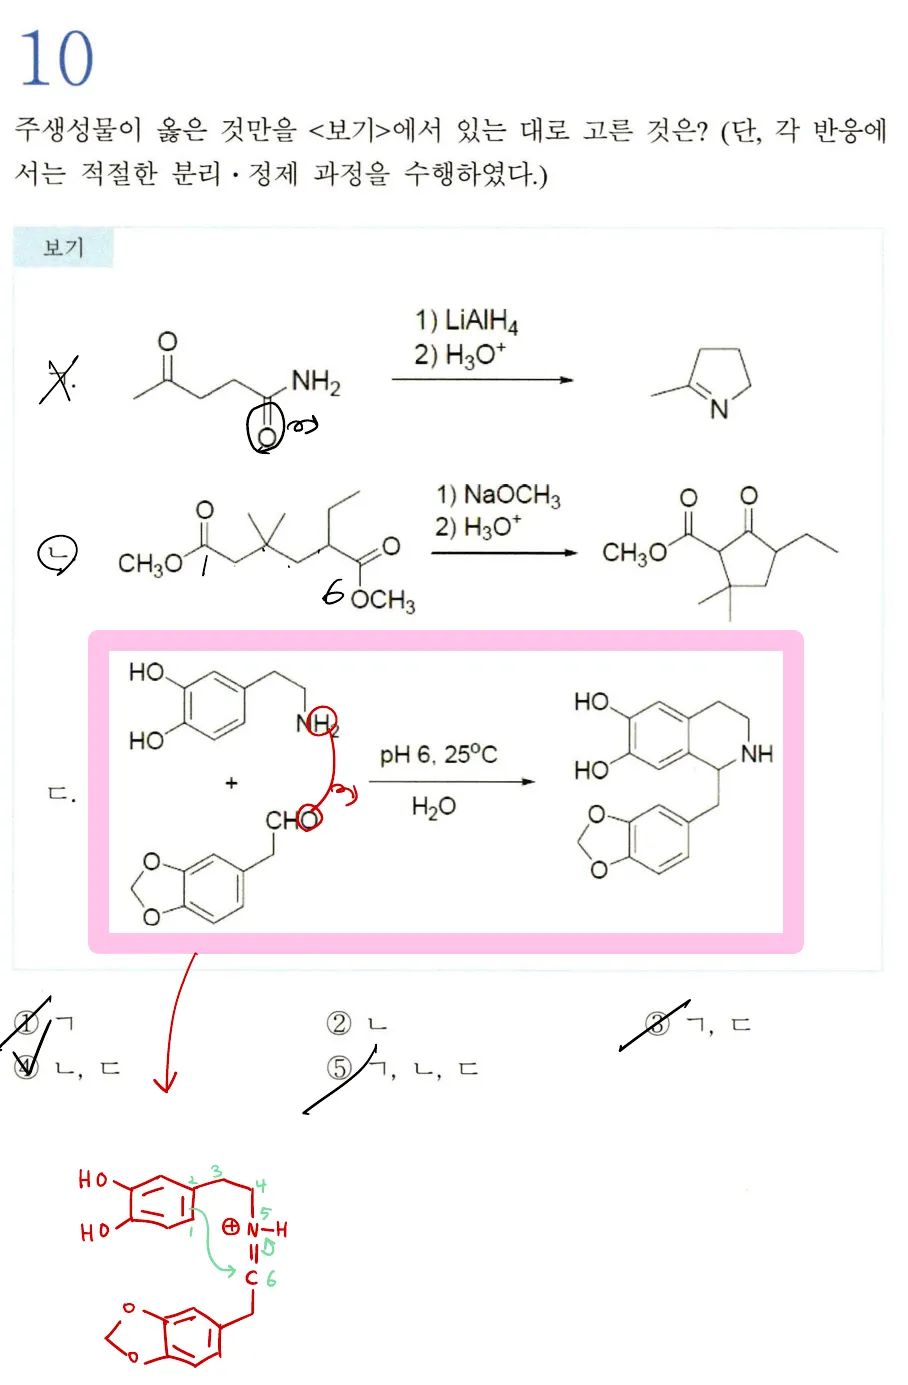 10
주생성물이 옳은 것만을 <보기>에서 있는 대로 고른 것은? (단, 각 반응에
서는 적절한 분리·정제 과정을 수행하였다.)
보기
ㄱ.
O
NH2
O
1) LiAlH4
2) H3O+
N
ㄴ
O
CH3O
1
O
6
OCH3
1) NaOCH3
2) H3O+
O
O
CH3O
ㄷ.
HO
HO
NH2
+
CHO
O
O
pH 6, 25°C
H2O
HO
HO
NH
O
O
① ㄱ
② ㄴ
③ ㄱ, ㄷ
④ ㄴ, ㄷ
⑤ ㄱ, ㄴ, ㄷ
HO
HO
2
3
4
5
1
⊕ N-H
C 6
O
O